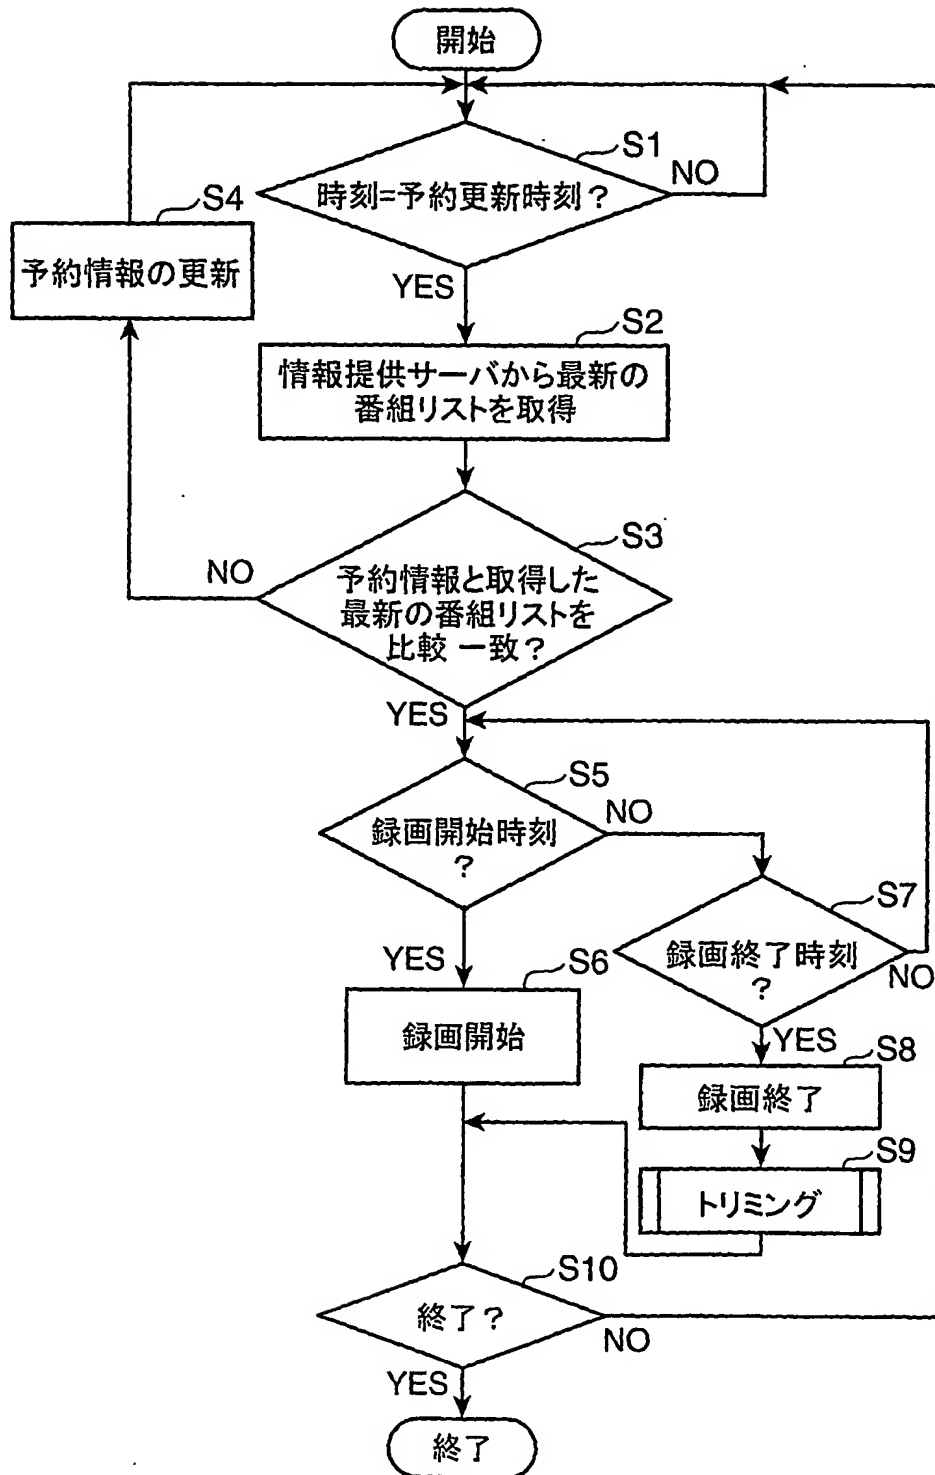 開始
S1
時刻=予約更新時刻？
NO
YES
S4
予約情報の更新
S2
情報提供サーバから最新の
番組リストを取得
S3
NO
予約情報と取得した
最新の番組リストを
比較 一致？
YES
S5
NO
録画開始時刻
？
S7
録画終了時刻
？
NO
YES
S6
録画開始
YES
S8
録画終了
S9
トリミング
S10
終了？
NO
YES
終了